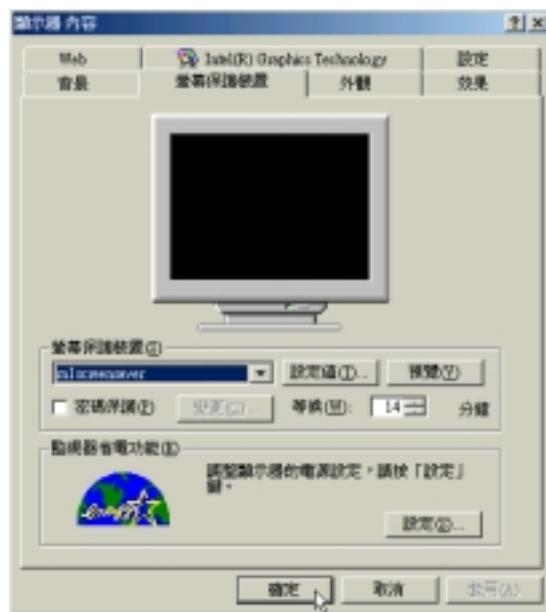 顯示器 內容
Web Intel(R) Graphics Technology 設定
背景 螢幕保護裝置 外觀 效果
螢幕保護裝置(S)
m1screensaver 設定值(T)... 預覽(V)
密碼保護(P) 變更(C)... 等候(W): 14 分鐘
監視器省電功能(E)
調整顯示器的電源設定,請按「設定」
鍵。
設定(E)...
確定 取消 套用(A)